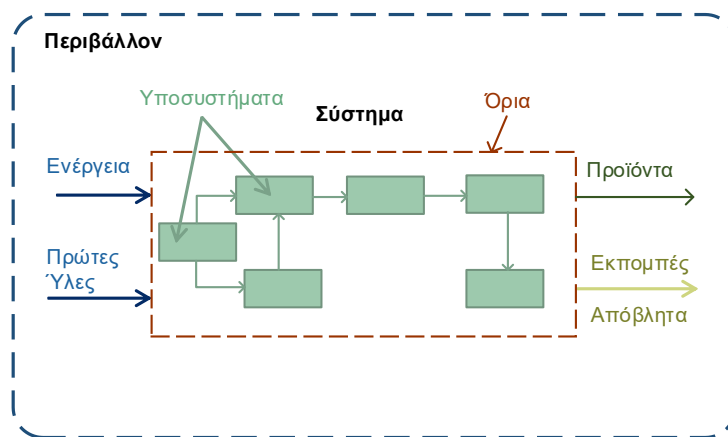 Περιβάλλον
Υποσυστήματα
Σύστημα
Όρια
Ενέργεια
Προϊόντα
Πρώτες
Ύλες
Εκπομπές
Απόβλητα